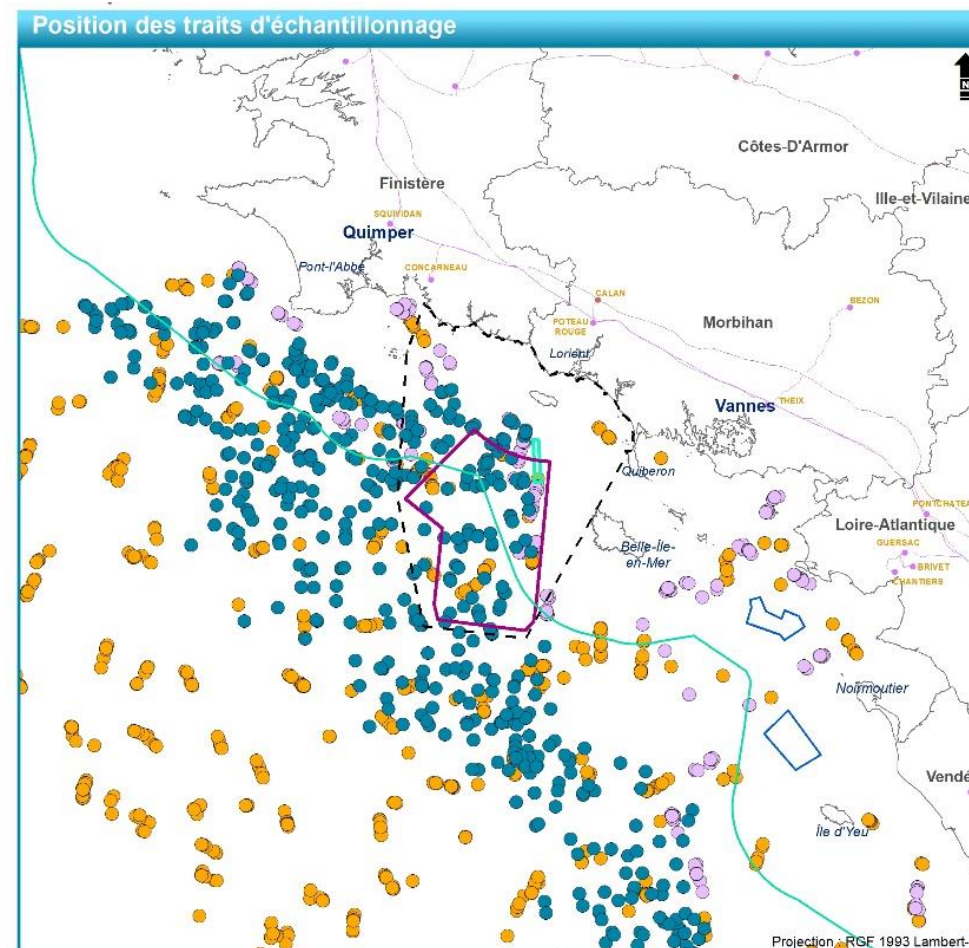 Position des traits d'échantillonnage
N
Côtes-D'Armor
Finistère
Ille-et-Vilaine
SQUIVIDAN
Quimper
Pont-l'Abbé
CONCARNEAU
CALAN
BEZON
POTEAU
ROUGE
Morbihan
Lorient
Vannes
THEIX
Quiberon
PONTCHATEA
Loire-Atlantique
GUERSAC
Belle-Île-
en-Mer
BRIVET
CHANTIERS
Noirmoutier
Vendé
Île d'Yeu
Projection : RGF 1993 Lambert-